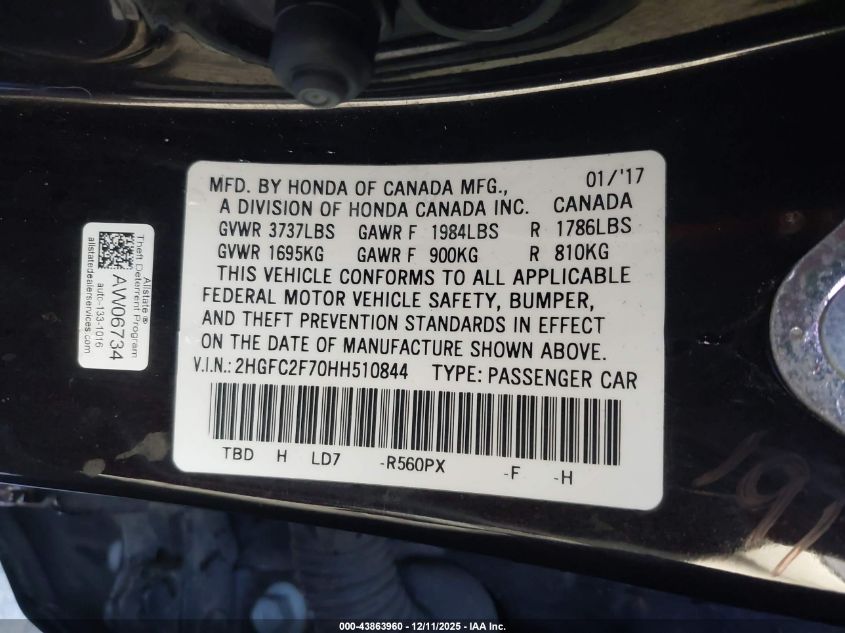 MFD. BY HONDA OF CANADA MFG., 01/'17
A DIVISION OF HONDA CANADA INC. CANADA
GVWR 3737LBS GAWR F 1984LBS R 1786LBS
GVWR 1695KG GAWR F 900KG R 810KG
THIS VEHICLE CONFORMS TO ALL APPLICABLE
FEDERAL MOTOR VEHICLE SAFETY, BUMPER,
AND THEFT PREVENTION STANDARDS IN EFFECT
ON THE DATE OF MANUFACTURE SHOWN ABOVE.
V.I.N.: 2HGFC2F70HH510844 TYPE: PASSENGER CAR
TBD H LD7 -R560PX -F -H
Allstate ®
Theft Deterrent Program
AW06734
auto-133-1016
allstatedealerservices.com
191
000-43863960 - 12/11/2025 - IAA Inc.